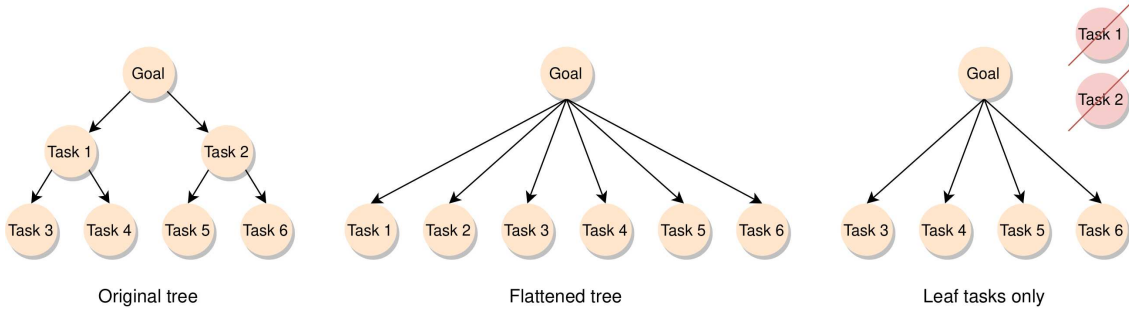 Goal
Task 1
Task 2
Task 3
Task 4
Task 5
Task 6
Original tree
Goal
Task 1
Task 2
Task 3
Task 4
Task 5
Task 6
Flattened tree
Task 1
Goal
Task 2
Task 3
Task 4
Task 5
Task 6
Leaf tasks only